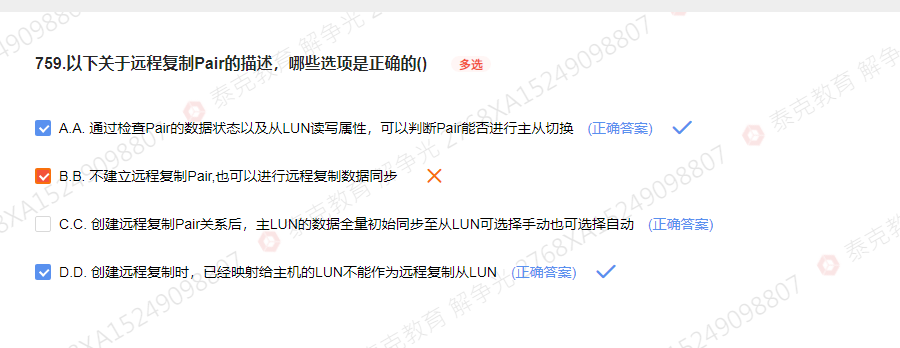 759.以下关于远程复制Pair的描述，哪些选项是正确的() 多选
A.A. 通过检查Pair的数据状态以及从LUN读写属性，可以判断Pair能否进行主从切换 (正确答案)
B.B. 不建立远程复制Pair,也可以进行远程复制数据同步
C.C. 创建远程复制Pair关系后，主LUN的数据全量初始同步至从LUN可选择手动也可选择自动 (正确答案)
D.D. 创建远程复制时，已经映射给主机的LUN不能作为远程复制从LUN (正确答案)
泰克教育 解争光 2768XA15249098807